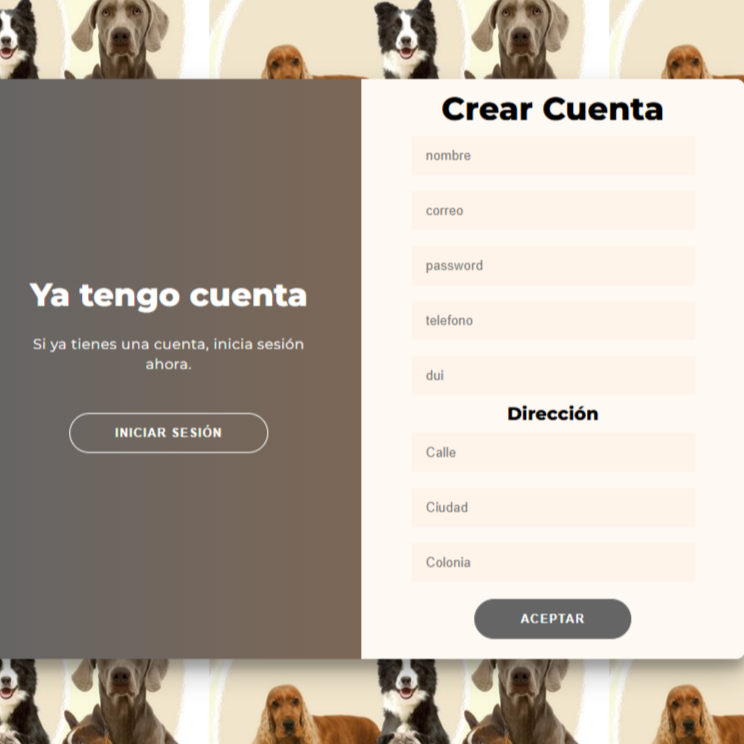 Ya tengo cuenta
Si ya tienes una cuenta, inicia sesión
ahora.
INICIAR SESIÓN
Crear Cuenta
nombre
correo
password
telefono
dui
Dirección
Calle
Ciudad
Colonia
ACEPTAR